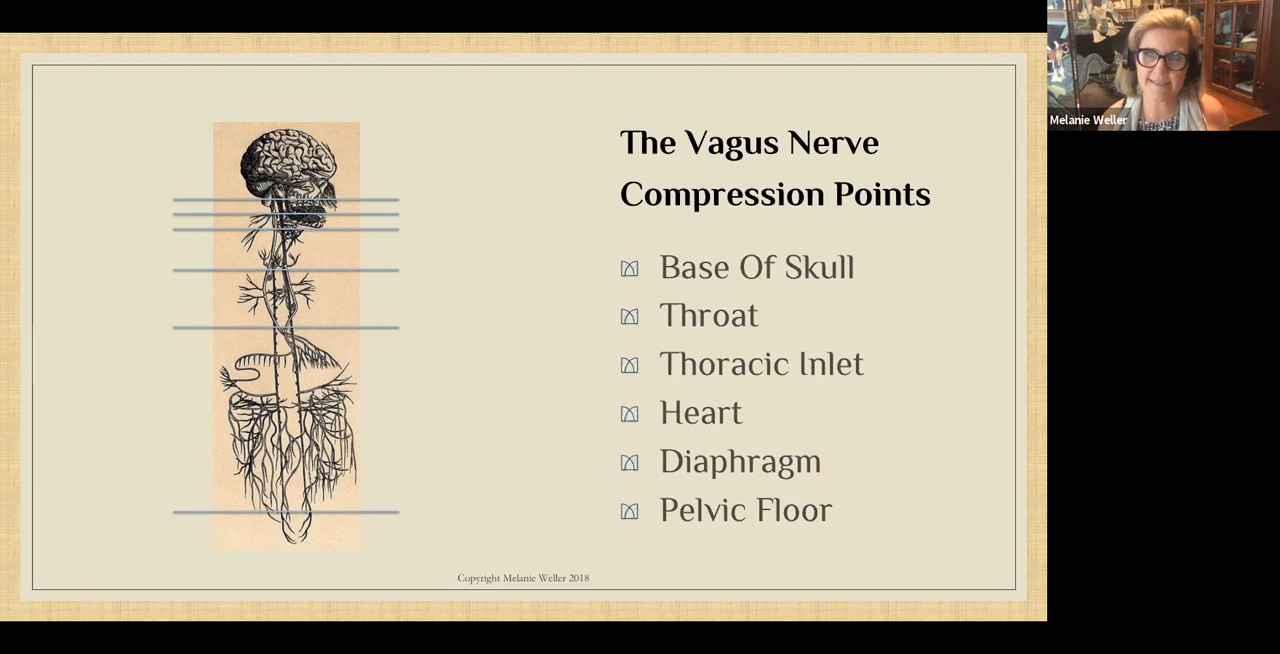 The Vagus Nerve
Compression Points
Base Of Skull
Throat
Thoracic Inlet
Heart
Diaphragm
Pelvic Floor
Copyright Melanie Weller 2018
Melanie Weller